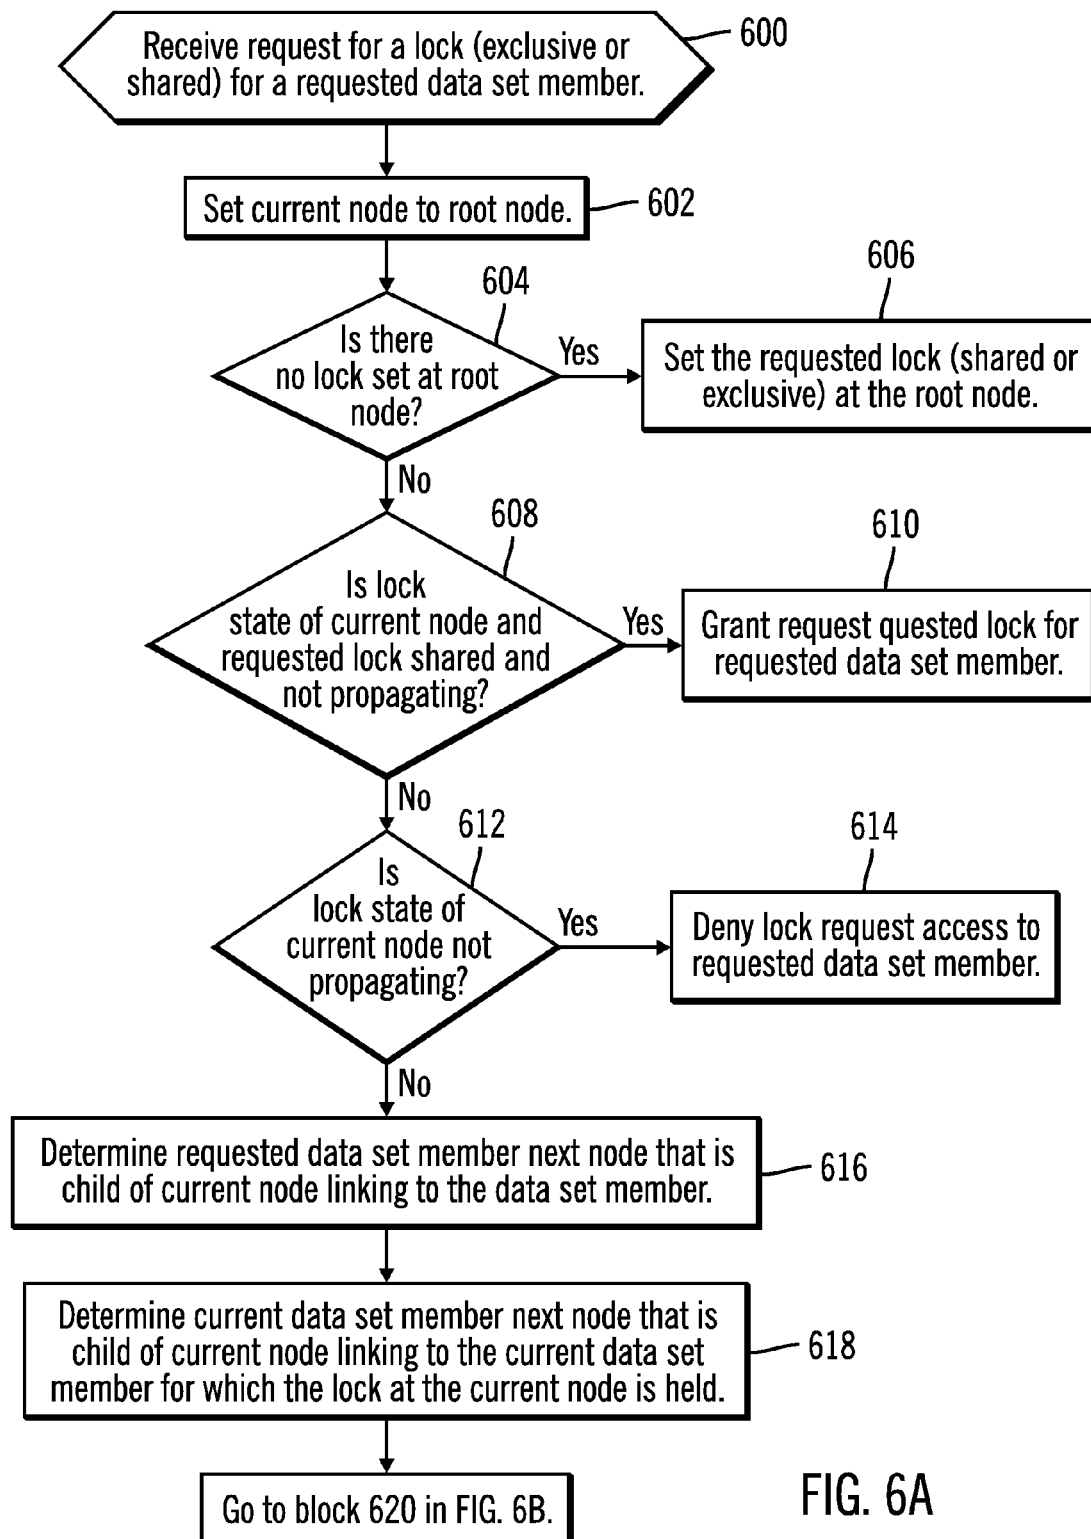 Receive request for a lock (exclusive or
shared) for a requested data set member.
600
Set current node to root node.
602
604
Is there
no lock set at root
node?
Yes
606
Set the requested lock (shared or
exclusive) at the root node.
No
608
Is lock
state of current node and
requested lock shared and
not propagating?
Yes
610
Grant request quested lock for
requested data set member.
No
612
Is
lock state of
current node not
propagating?
Yes
614
Deny lock request access to
requested data set member.
No
Determine requested data set member next node that is
child of current node linking to the data set member.
616
Determine current data set member next node that is
child of current node linking to the current data set
member for which the lock at the current node is held.
618
Go to block 620 in FIG. 6B.
FIG. 6A